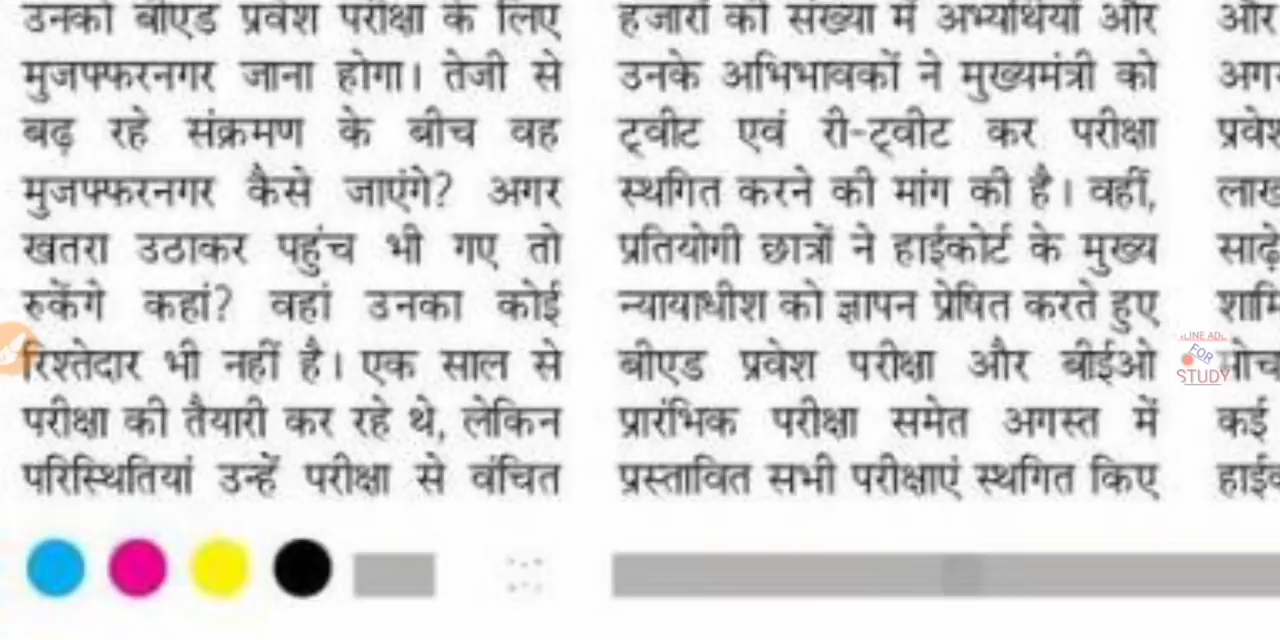 उनको बीएड प्रवेश परीक्षा के लिए
मुजफ्फरनगर जाना होगा। तेजी से
बढ़ रहे संक्रमण के बीच वह
मुजफ्फरनगर कैसे जाएंगे? अगर
खतरा उठाकर पहुंच भी गए तो
रुकेंगे कहां? वहां उनका कोई
रिश्तेदार भी नहीं है। एक साल से
परीक्षा की तैयारी कर रहे थे, लेकिन
परिस्थितियां उन्हें परीक्षा से वंचित
हजारों की संख्या में अभ्यर्थियों और
उनके अभिभावकों ने मुख्यमंत्री को
ट्वीट एवं री-ट्वीट कर परीक्षा
स्थगित करने की मांग की है। वहीं,
प्रतियोगी छात्रों ने हाईकोर्ट के मुख्य
न्यायाधीश को ज्ञापन प्रेषित करते हुए
बीएड प्रवेश परीक्षा और बीईओ
प्रारंभिक परीक्षा समेत अगस्त में
प्रस्तावित सभी परीक्षाएं स्थगित किए
और
साढ़े
कई
FOR
STUDY